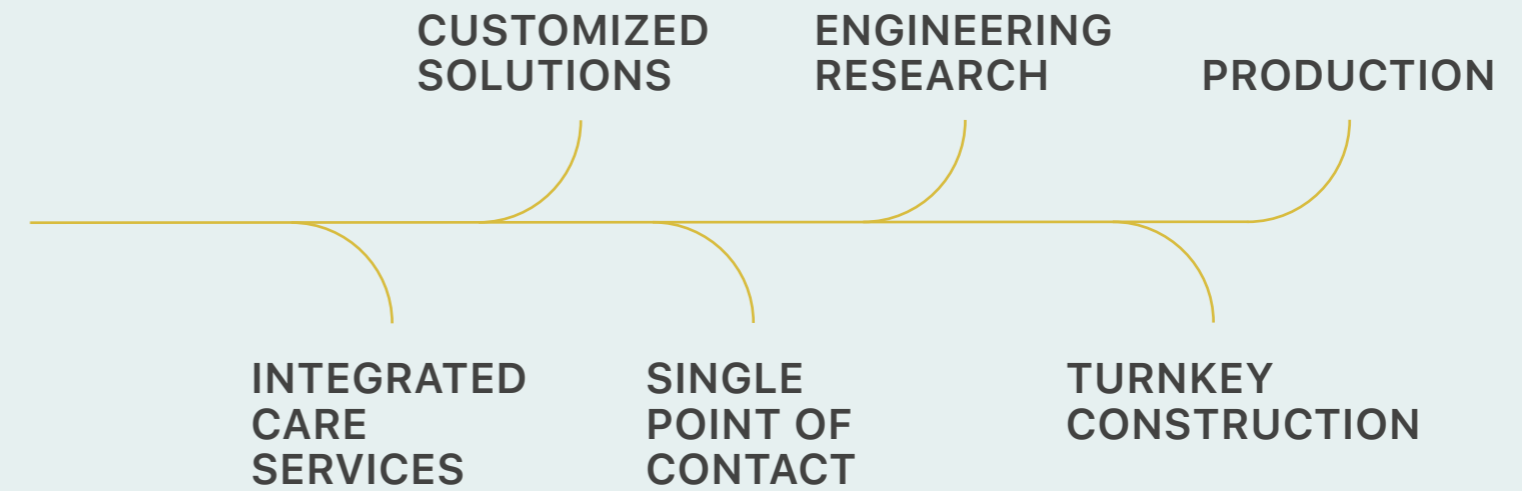 CUSTOMIZED
SOLUTIONS
ENGINEERING
RESEARCH
PRODUCTION
INTEGRATED
CARE
SERVICES
SINGLE
POINT OF
CONTACT
TURNKEY
CONSTRUCTION